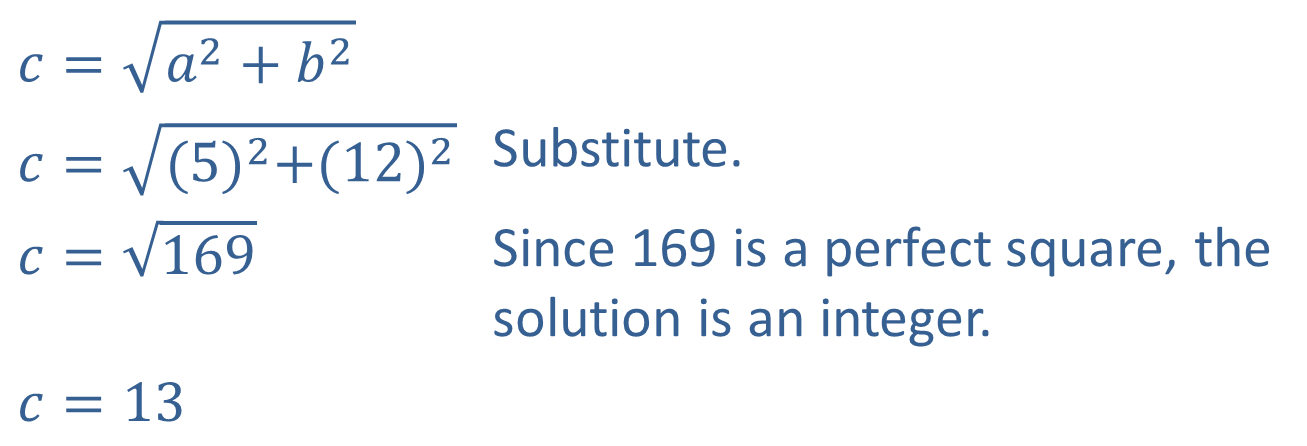 c = √(a² + b²)
c = √((5)²+(12)²) Substitute.
c = √169 Since 169 is a perfect square, the
solution is an integer.
c = 13